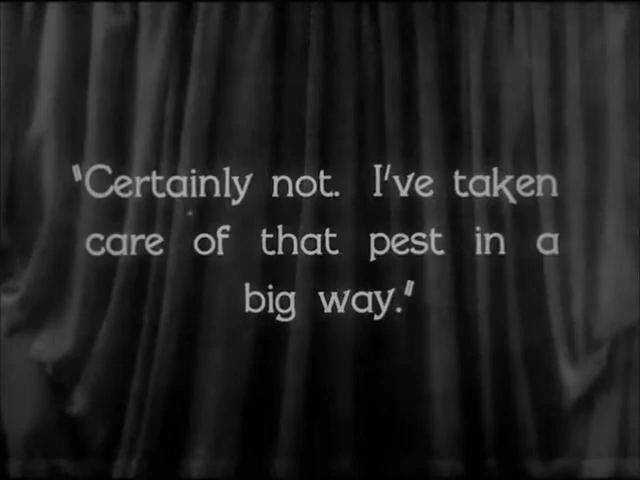 "Certainly not. I've taken
care of that pest in a
big way."